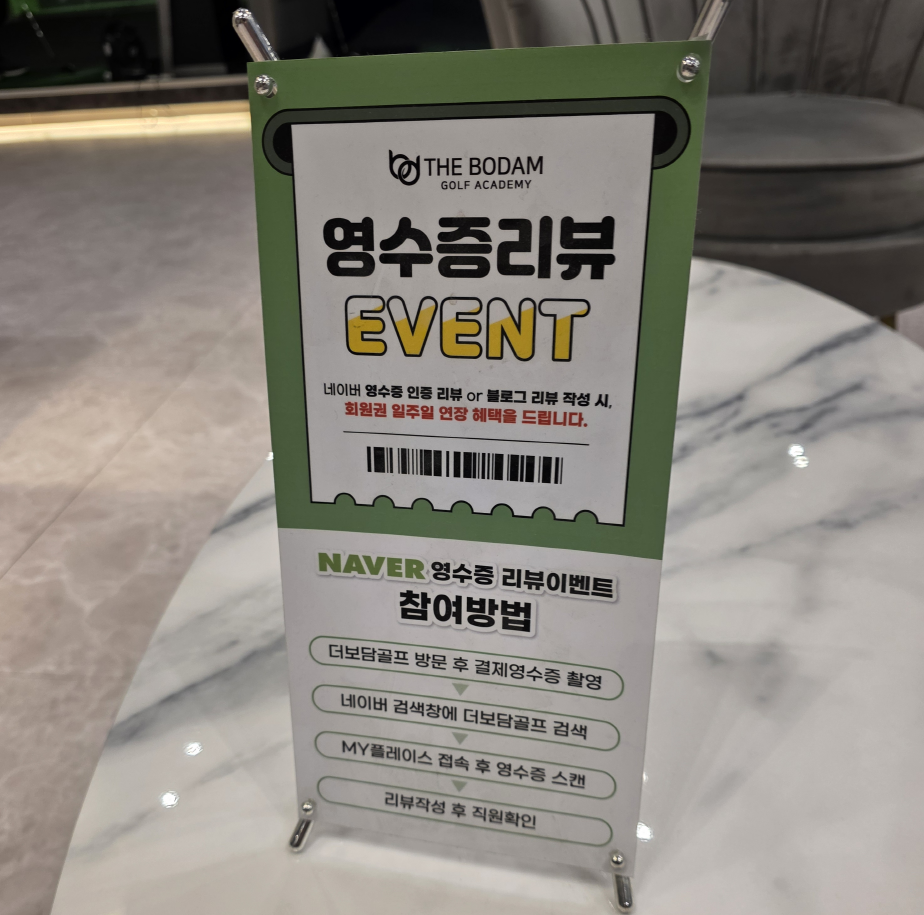 THE BODAM
GOLF ACADEMY
영수증리뷰
EVENT
네이버 영수증 인증 리뷰 or 블로그 리뷰 작성 시,
회원권 일주일 연장 혜택을 드립니다.
NAVER 영수증 리뷰이벤트
참여방법
더보담골프 방문 후 결제영수증 촬영
네이버 검색창에 더보담골프 검색
MY플레이스 접속 후 영수증 스캔
리뷰작성 후 직원확인